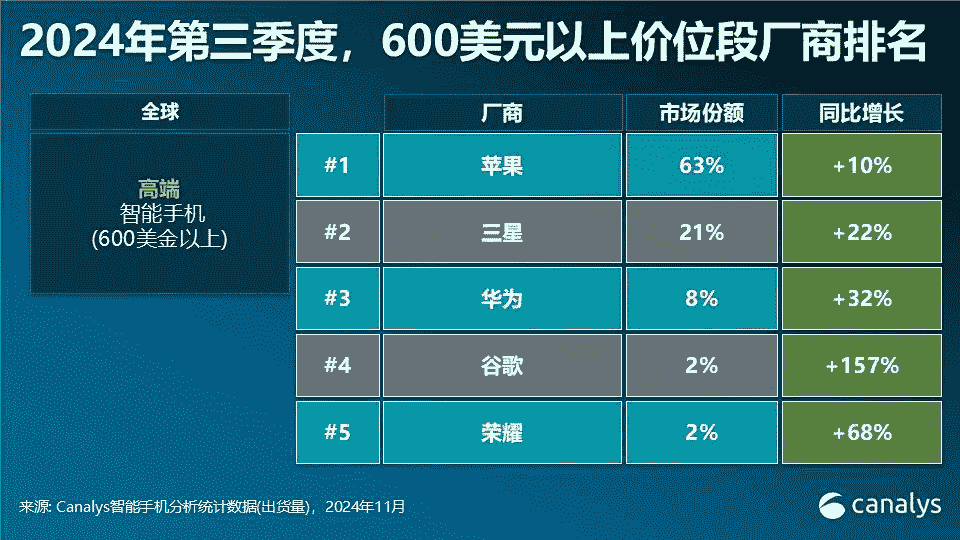 2024年第三季度，600美元以上价位段厂商排名
全球
厂商
市场份额
同比增长
高端
智能手机
(600美金以上)
#1
苹果
63%
+10%
#2
三星
21%
+22%
#3
华为
8%
+32%
#4
谷歌
2%
+157%
#5
荣耀
2%
+68%
来源: Canalys智能手机分析统计数据(出货量)，2024年11月
canalys